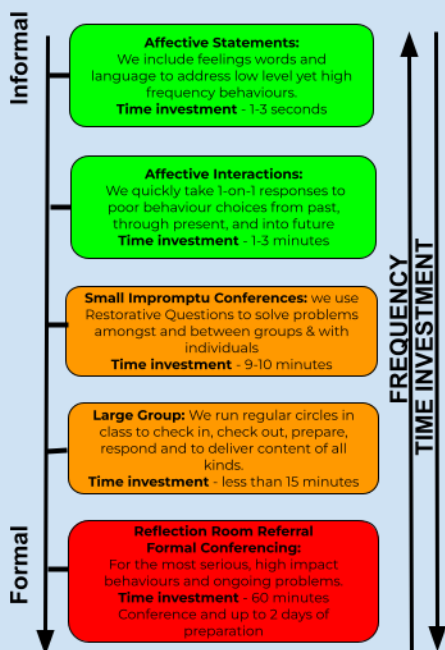 Informal
Affective Statements:
We include feelings words and
language to address low level yet high
frequency behaviours.
Time investment - 1-3 seconds
Affective Interactions:
We quickly take 1-on-1 responses to
poor behaviour choices from past,
through present, and into future
Time investment - 1-3 minutes
Small Impromptu Conferences: we use
Restorative Questions to solve problems
amongst and between groups & with
individuals
Time investment - 9-10 minutes
Large Group: We run regular circles in
class to check in, check out, prepare,
respond and to deliver content of all
kinds.
Time investment - less than 15 minutes
Formal
Reflection Room Referral
Formal Conferencing:
For the most serious, high impact
behaviours and ongoing problems.
Time investment - 60 minutes
Conference and up to 2 days of
preparation
FREQUENCY
TIME INVESTMENT